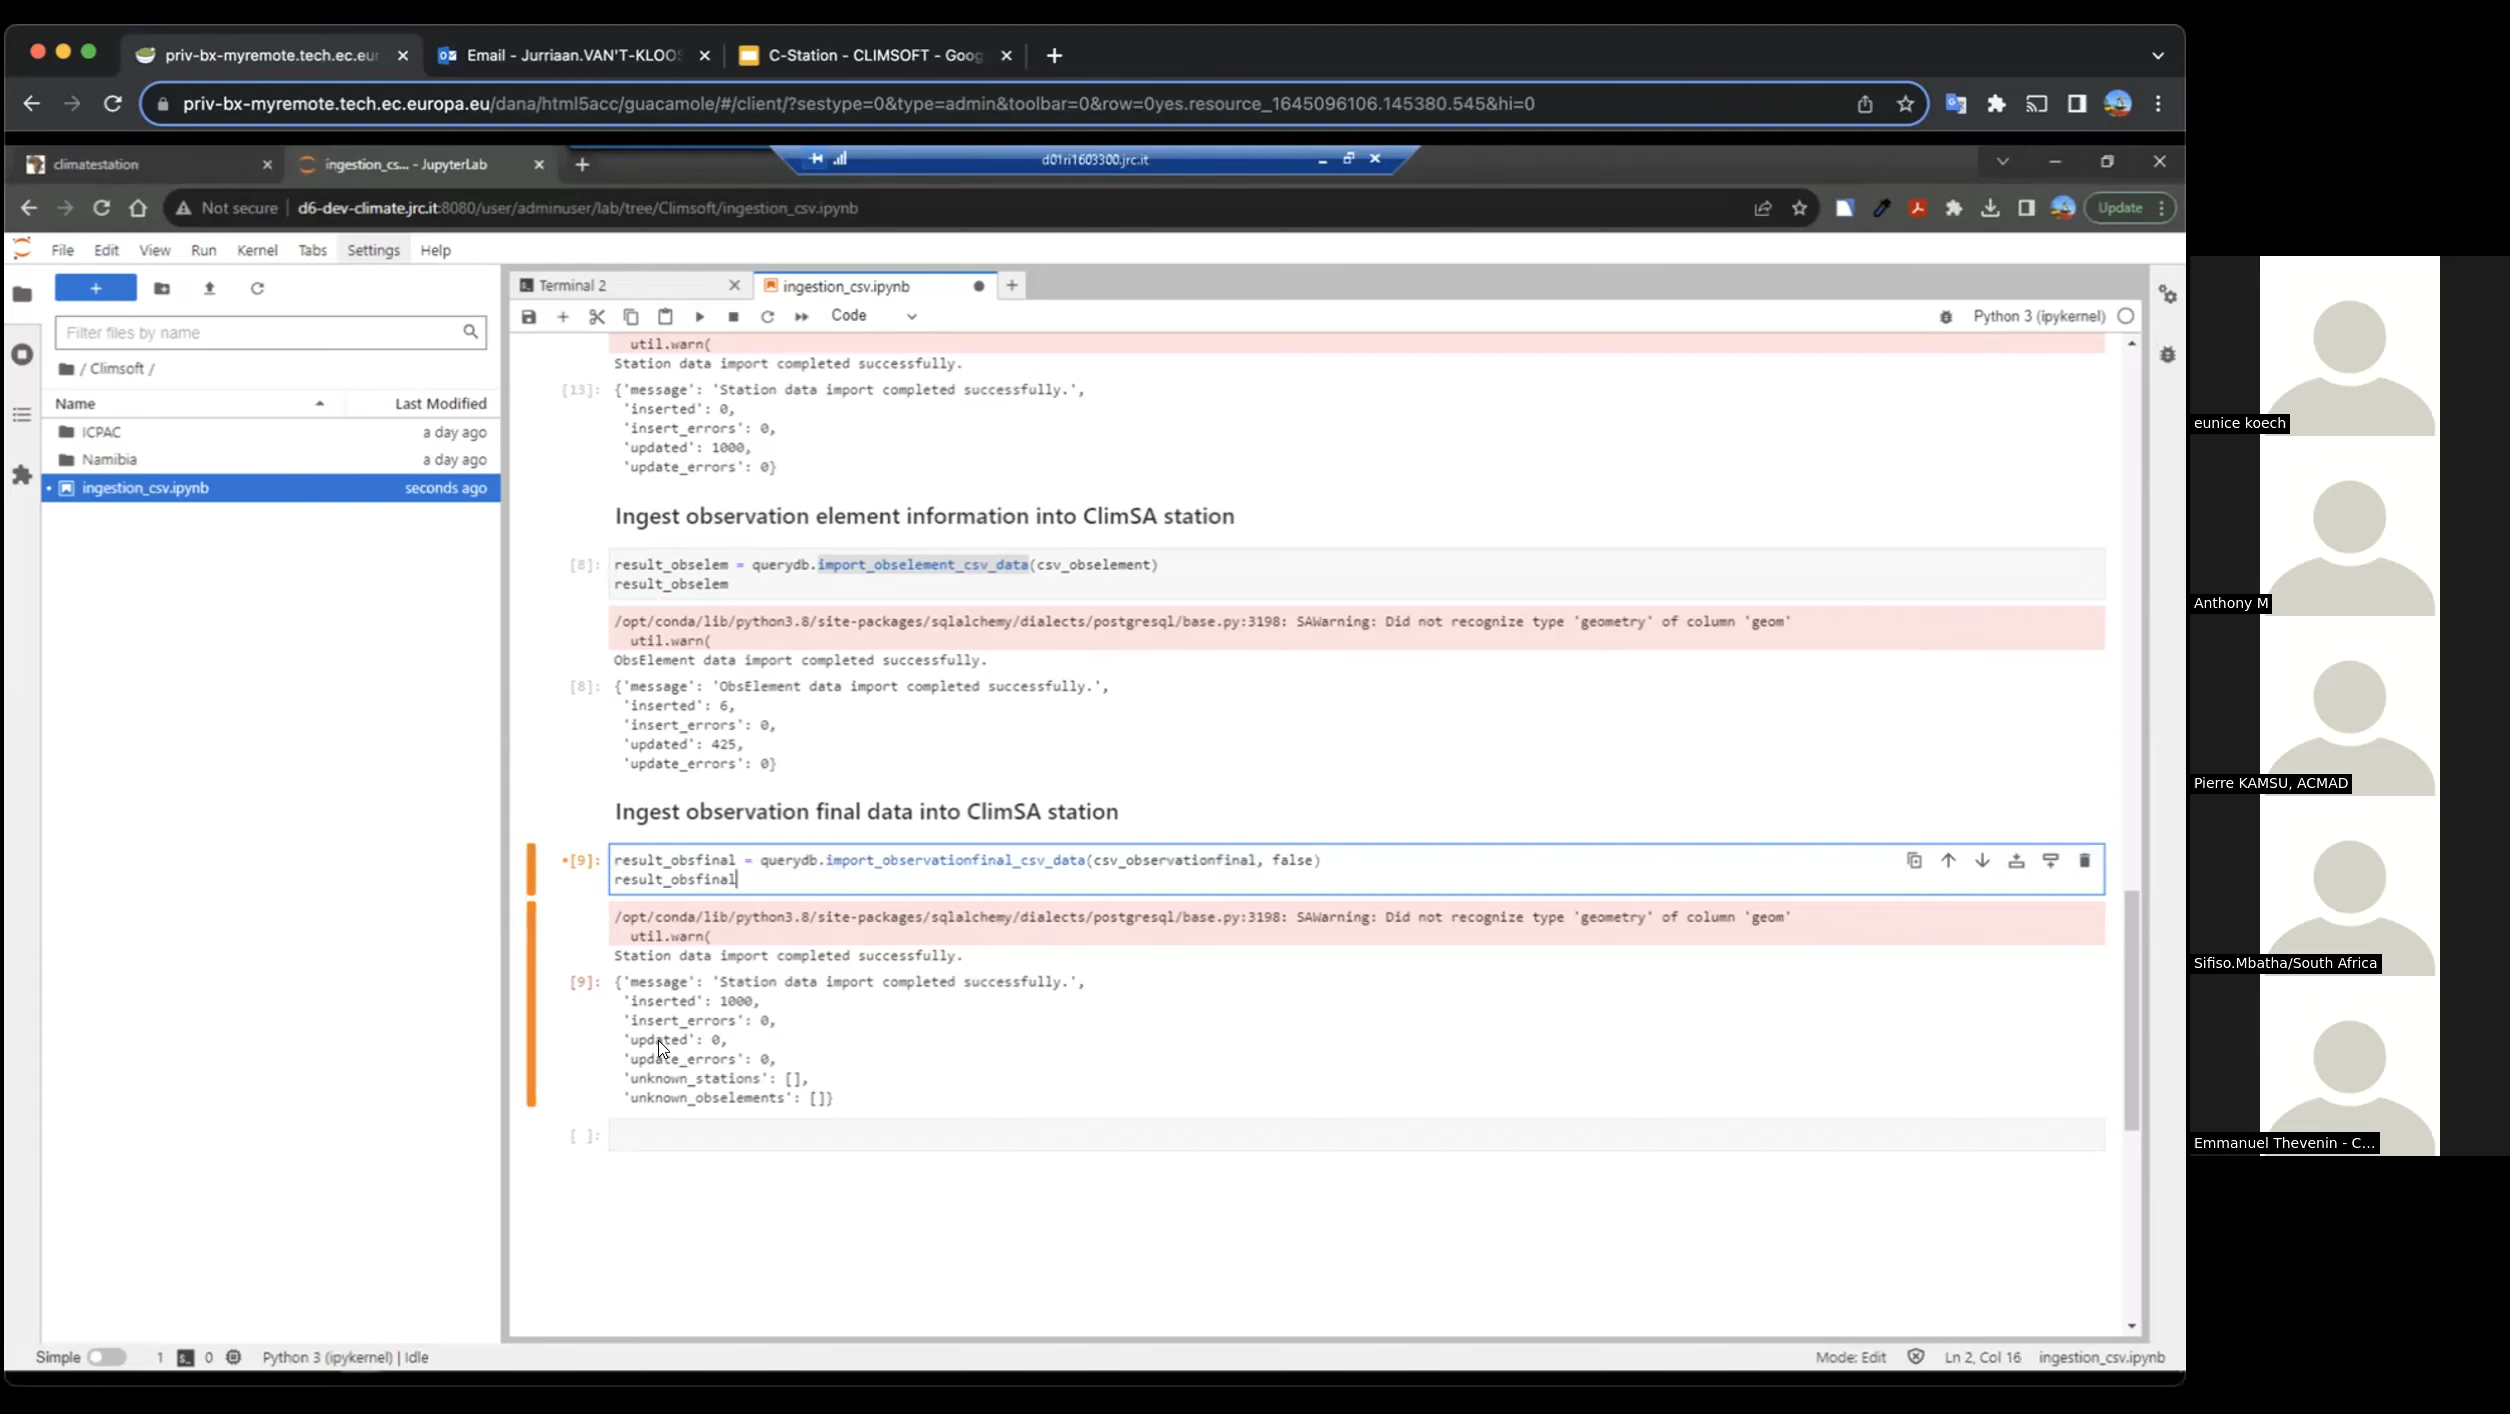 priv-bx-myremote.tech.ec.eur
Email - Jurriaan.VAN'T-KLOOS
C-Station - CLIMSOFT - Goog
priv-bx-myremote.tech.ec.europa.eu/dana/html5acc/guacamole/#/client/?sestype=0&type=admin&toolbar=0&row=0yes.resource_1645096106.145380.545&hi=0
climatestation
ingestion_cs... - JupyterLab
d01ri1603300.jrc.it
Not secure
d6-dev-climate.jrc.it:8080/user/adminuser/lab/tree/Climsoft/ingestion_csv.ipynb
Update
File Edit View Run Kernel Tabs Settings Help
Filter files by name
/ Climsoft /
Name Last Modified
ICPAC a day ago
Namibia a day ago
ingestion_csv.ipynb seconds ago
Terminal 2
ingestion_csv.ipynb
Code
Python 3 (ipykernel)
util.warn(
Station data import completed successfully.
[13]: {'message': 'Station data import completed successfully.',
'inserted': 0,
'insert_errors': 0,
'updated': 1000,
'update_errors': 0}
Ingest observation element information into ClimSA station
[8]: result_obselem = querydb.import_obselement_csv_data(csv_obselement)
result_obselem
/opt/conda/lib/python3.8/site-packages/sqlalchemy/dialects/postgresql/base.py:3198: SAWarning: Did not recognize type 'geometry' of column 'geom'
util.warn(
ObsElement data import completed successfully.
[8]: {'message': 'ObsElement data import completed successfully.',
'inserted': 6,
'insert_errors': 0,
'updated': 425,
'update_errors': 0}
Ingest observation final data into ClimSA station
[9]: result_obsfinal = querydb.import_observationfinal_csv_data(csv_observationfinal, false)
result_obsfinal
/opt/conda/lib/python3.8/site-packages/sqlalchemy/dialects/postgresql/base.py:3198: SAWarning: Did not recognize type 'geometry' of column 'geom'
util.warn(
Station data import completed successfully.
[9]: {'message': 'Station data import completed successfully.',
'inserted': 1000,
'insert_errors': 0,
'updated': 0,
'update_errors': 0,
'unknown_stations': [],
'unknown_obselements': []}
[ ]:
Simple 1 0 Python 3 (ipykernel) | Idle
Mode: Edit Ln 2, Col 16 ingestion_csv.ipynb
eunice koech
Anthony M
Pierre KAMSU, ACMAD
Sifiso.Mbatha/South Africa
Emmanuel Thevenin - C...